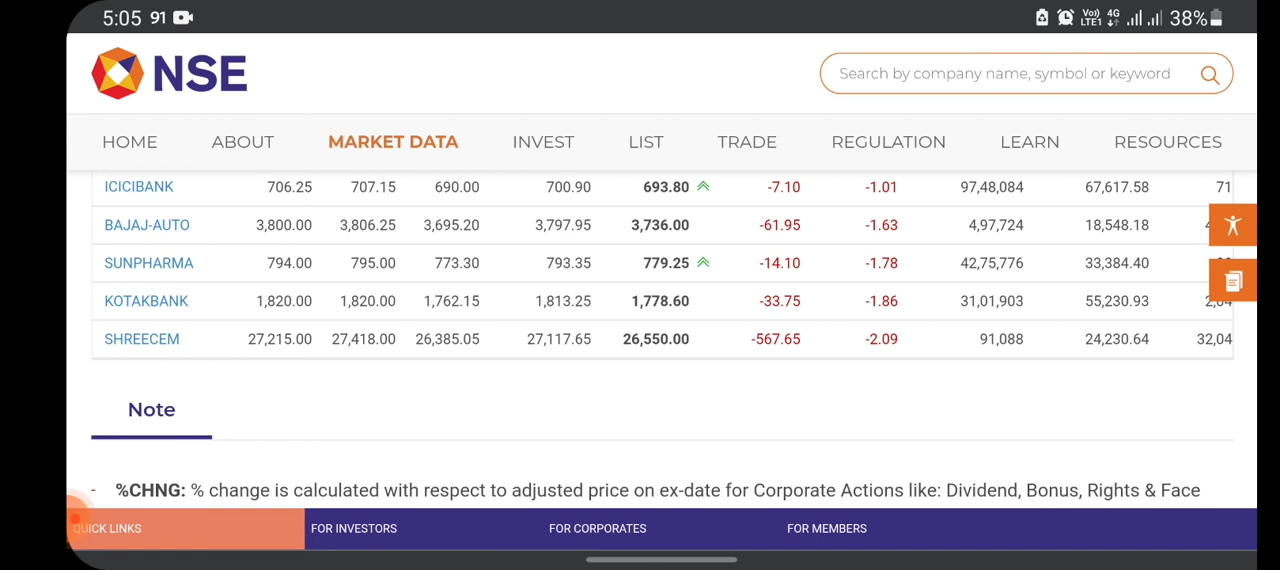 5:05 91 Vo) LTE1 4G 38%
NSE
Search by company name, symbol or keyword
HOME ABOUT MARKET DATA INVEST LIST TRADE REGULATION LEARN RESOURCES
ICICIBANK 706.25 707.15 690.00 700.90 693.80 -7.10 -1.01 97,48,084 67,617.58 71
BAJAJ-AUTO 3,800.00 3,806.25 3,695.20 3,797.95 3,736.00 -61.95 -1.63 4,97,724 18,548.18
SUNPHARMA 794.00 795.00 773.30 793.35 779.25 -14.10 -1.78 42,75,776 33,384.40
KOTAKBANK 1,820.00 1,820.00 1,762.15 1,813.25 1,778.60 -33.75 -1.86 31,01,903 55,230.93 2,04
SHREECEM 27,215.00 27,418.00 26,385.05 27,117.65 26,550.00 -567.65 -2.09 91,088 24,230.64 32,04
Note
- %CHNG: % change is calculated with respect to adjusted price on ex-date for Corporate Actions like: Dividend, Bonus, Rights & Face
QUICK LINKS FOR INVESTORS FOR CORPORATES FOR MEMBERS